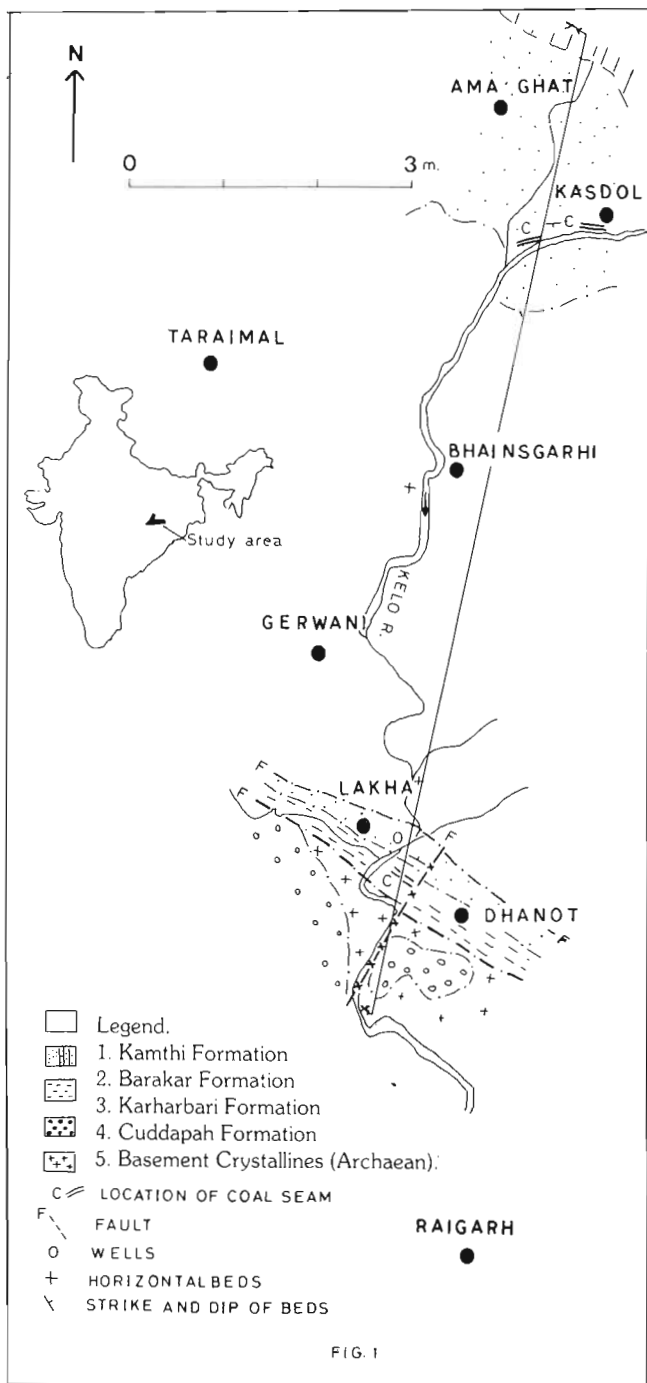 N
AMA GHAT
0 3 m.
KASDOL
C C
TARAIMAL
BHAINSGARHI
Study area
KELO R.
GERWANI
LAKHA
F
F
F
O
C
DHANOT
F
Legend.
1. Kamthi Formation
2. Barakar Formation
3. Karharbari Formation
4. Cuddapah Formation
5. Basement Crystallines (Archaean).
C LOCATION OF COAL SEAM
F FAULT
O WELLS
+ HORIZONTAL BEDS
STRIKE AND DIP OF BEDS
RAIGARH
FIG. 1